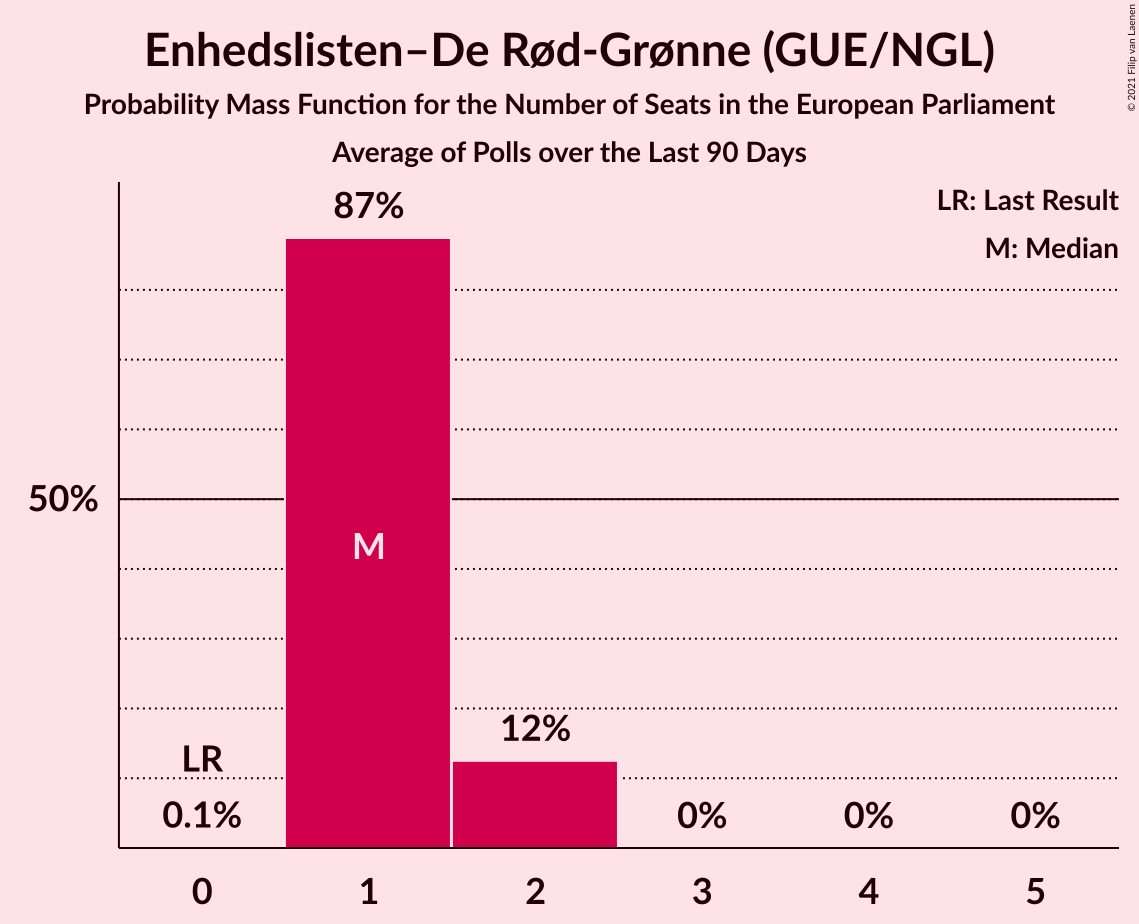 Enhedslisten–De Rød-Grønne (GUE/NGL)
Probability Mass Function for the Number of Seats in the European Parliament
Average of Polls over the Last 90 Days
© 2021 Filip van Laenen
LR: Last Result
M: Median
87%
50%
M
12%
LR
0.1%
0%
0%
0%
0
1
2
3
4
5